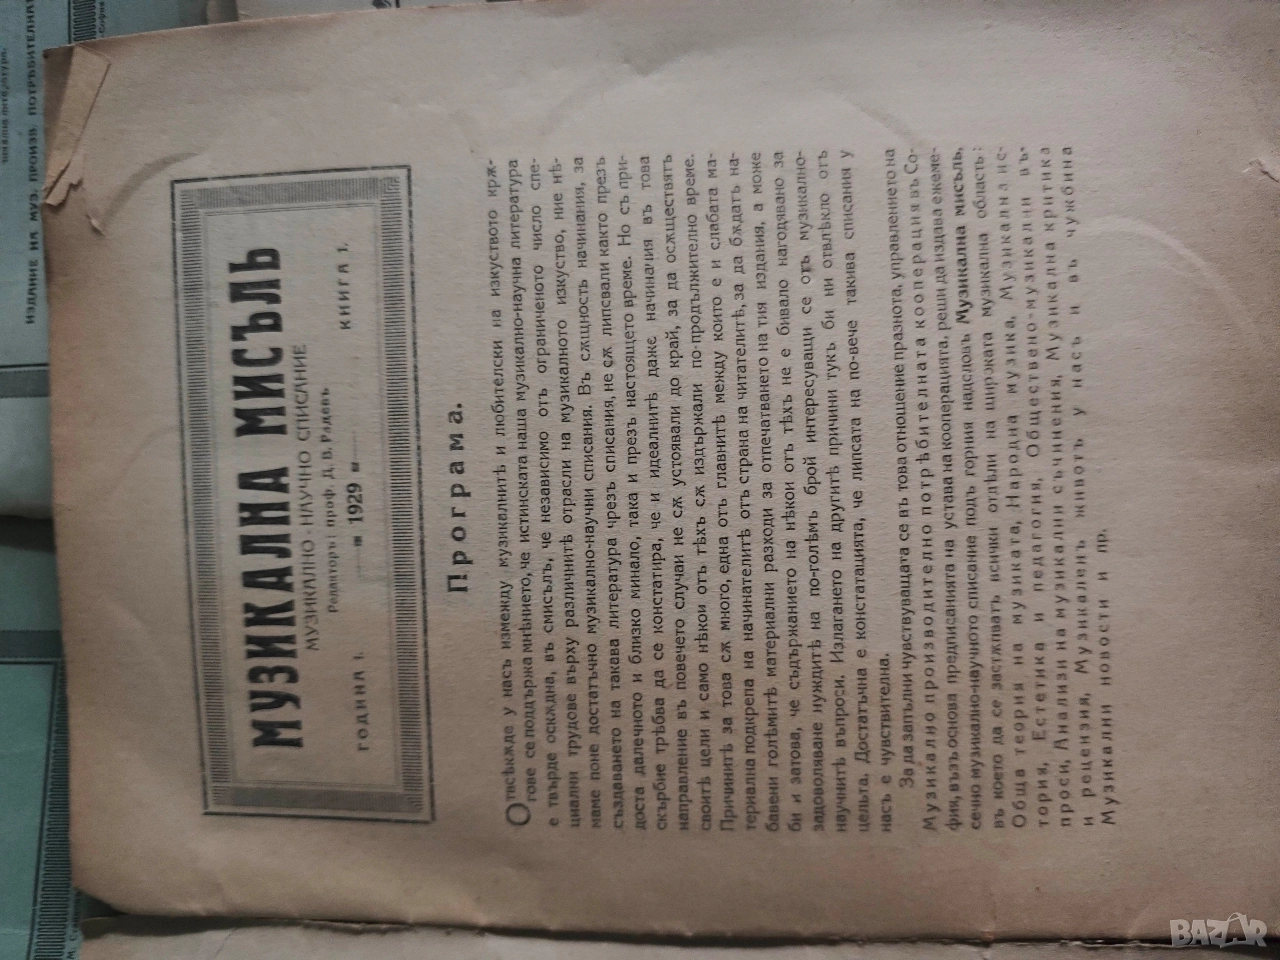 МУЗИКАЛНА МИСЪЛЬ
МУЗИКАЛНО - НАУЧНО СПИСАНИЕ
Редакторъ: проф. Д. В. Радевъ
ГОДИНА I.
1929
КНИГА 1.
Програма.
Отвсѣкѫде у насъ измежду музикалнитѣ и любителски на изкуството крѫ-
гове се поддържа мнѣнието, че истинската наша музикално-научна литература
е твърде оскѫдна, въ смисълъ, че независимо отъ ограниченото число спе-
циални трудове върху различнитѣ отрасли на музикалното изкуство, ние нѣ-
маме поне достатъчно музикално-научни списания. Въ сѫщность начинания, за
създаването на такава литература чрезъ списания, не сѫ липсвали както презъ
доста далечното и близко минало, така и презъ настоящето време. Но съ при-
скърбие трѣбва да се констатира, че и идеалнитѣ даже начинания въ това
направление въ повечето случаи не сѫ устоявали до край, за да осѫществятъ
своитѣ цели и само нѣкои отъ тѣхъ сѫ издържали по-продължително време.
Причинитѣ за това сѫ много, една отъ главнитѣ между които е и слабата ма-
териална подкрепа на начинателитѣ отъ страна на читателитѣ, за да бѫдатъ на-
бавени голѣмитѣ материални разходи за отпечатването на тия издания, а може
би и затова, че съдържанието на нѣкои отъ тѣхъ не е бивало нагодявано за
задоволяване нуждитѣ на по-голѣмъ брой интересуващи се отъ музикално-
научнитѣ въпроси. Излагането на другитѣ причини тукъ би ни отвлѣкло отъ
цельта. Достатъчна е констатацията, че липсата на по-вече такива списания у
насъ е чувствителна.
За да запълни чувствуващата се въ това отношение празнота, управлението на
Музикално производително потрѣбителната кооперация въ Со-
фия, възъ основа предписанията на устава на кооперацията, реши да издава ежеме-
сечно музикално-научното списание подъ горния надсловъ Музикална мисъль,
въ което да се застѫпватъ всички отдѣли на ширęката музикална область:
Обща теория на музиката, Народна музика, Музикална ис-
тория, Естетика и педагогия, Обществено-музикални въ-
проси, Анализи на музикални съчинения, Музикална критика
и рецензия, Музикаленъ животъ у насъ и въ чужбина
Музикални новости и пр.
ИЗДАНИЕ НА МУЗ. ПРОИЗВ. ПОТРѢБИТЕЛНА
BAZAR